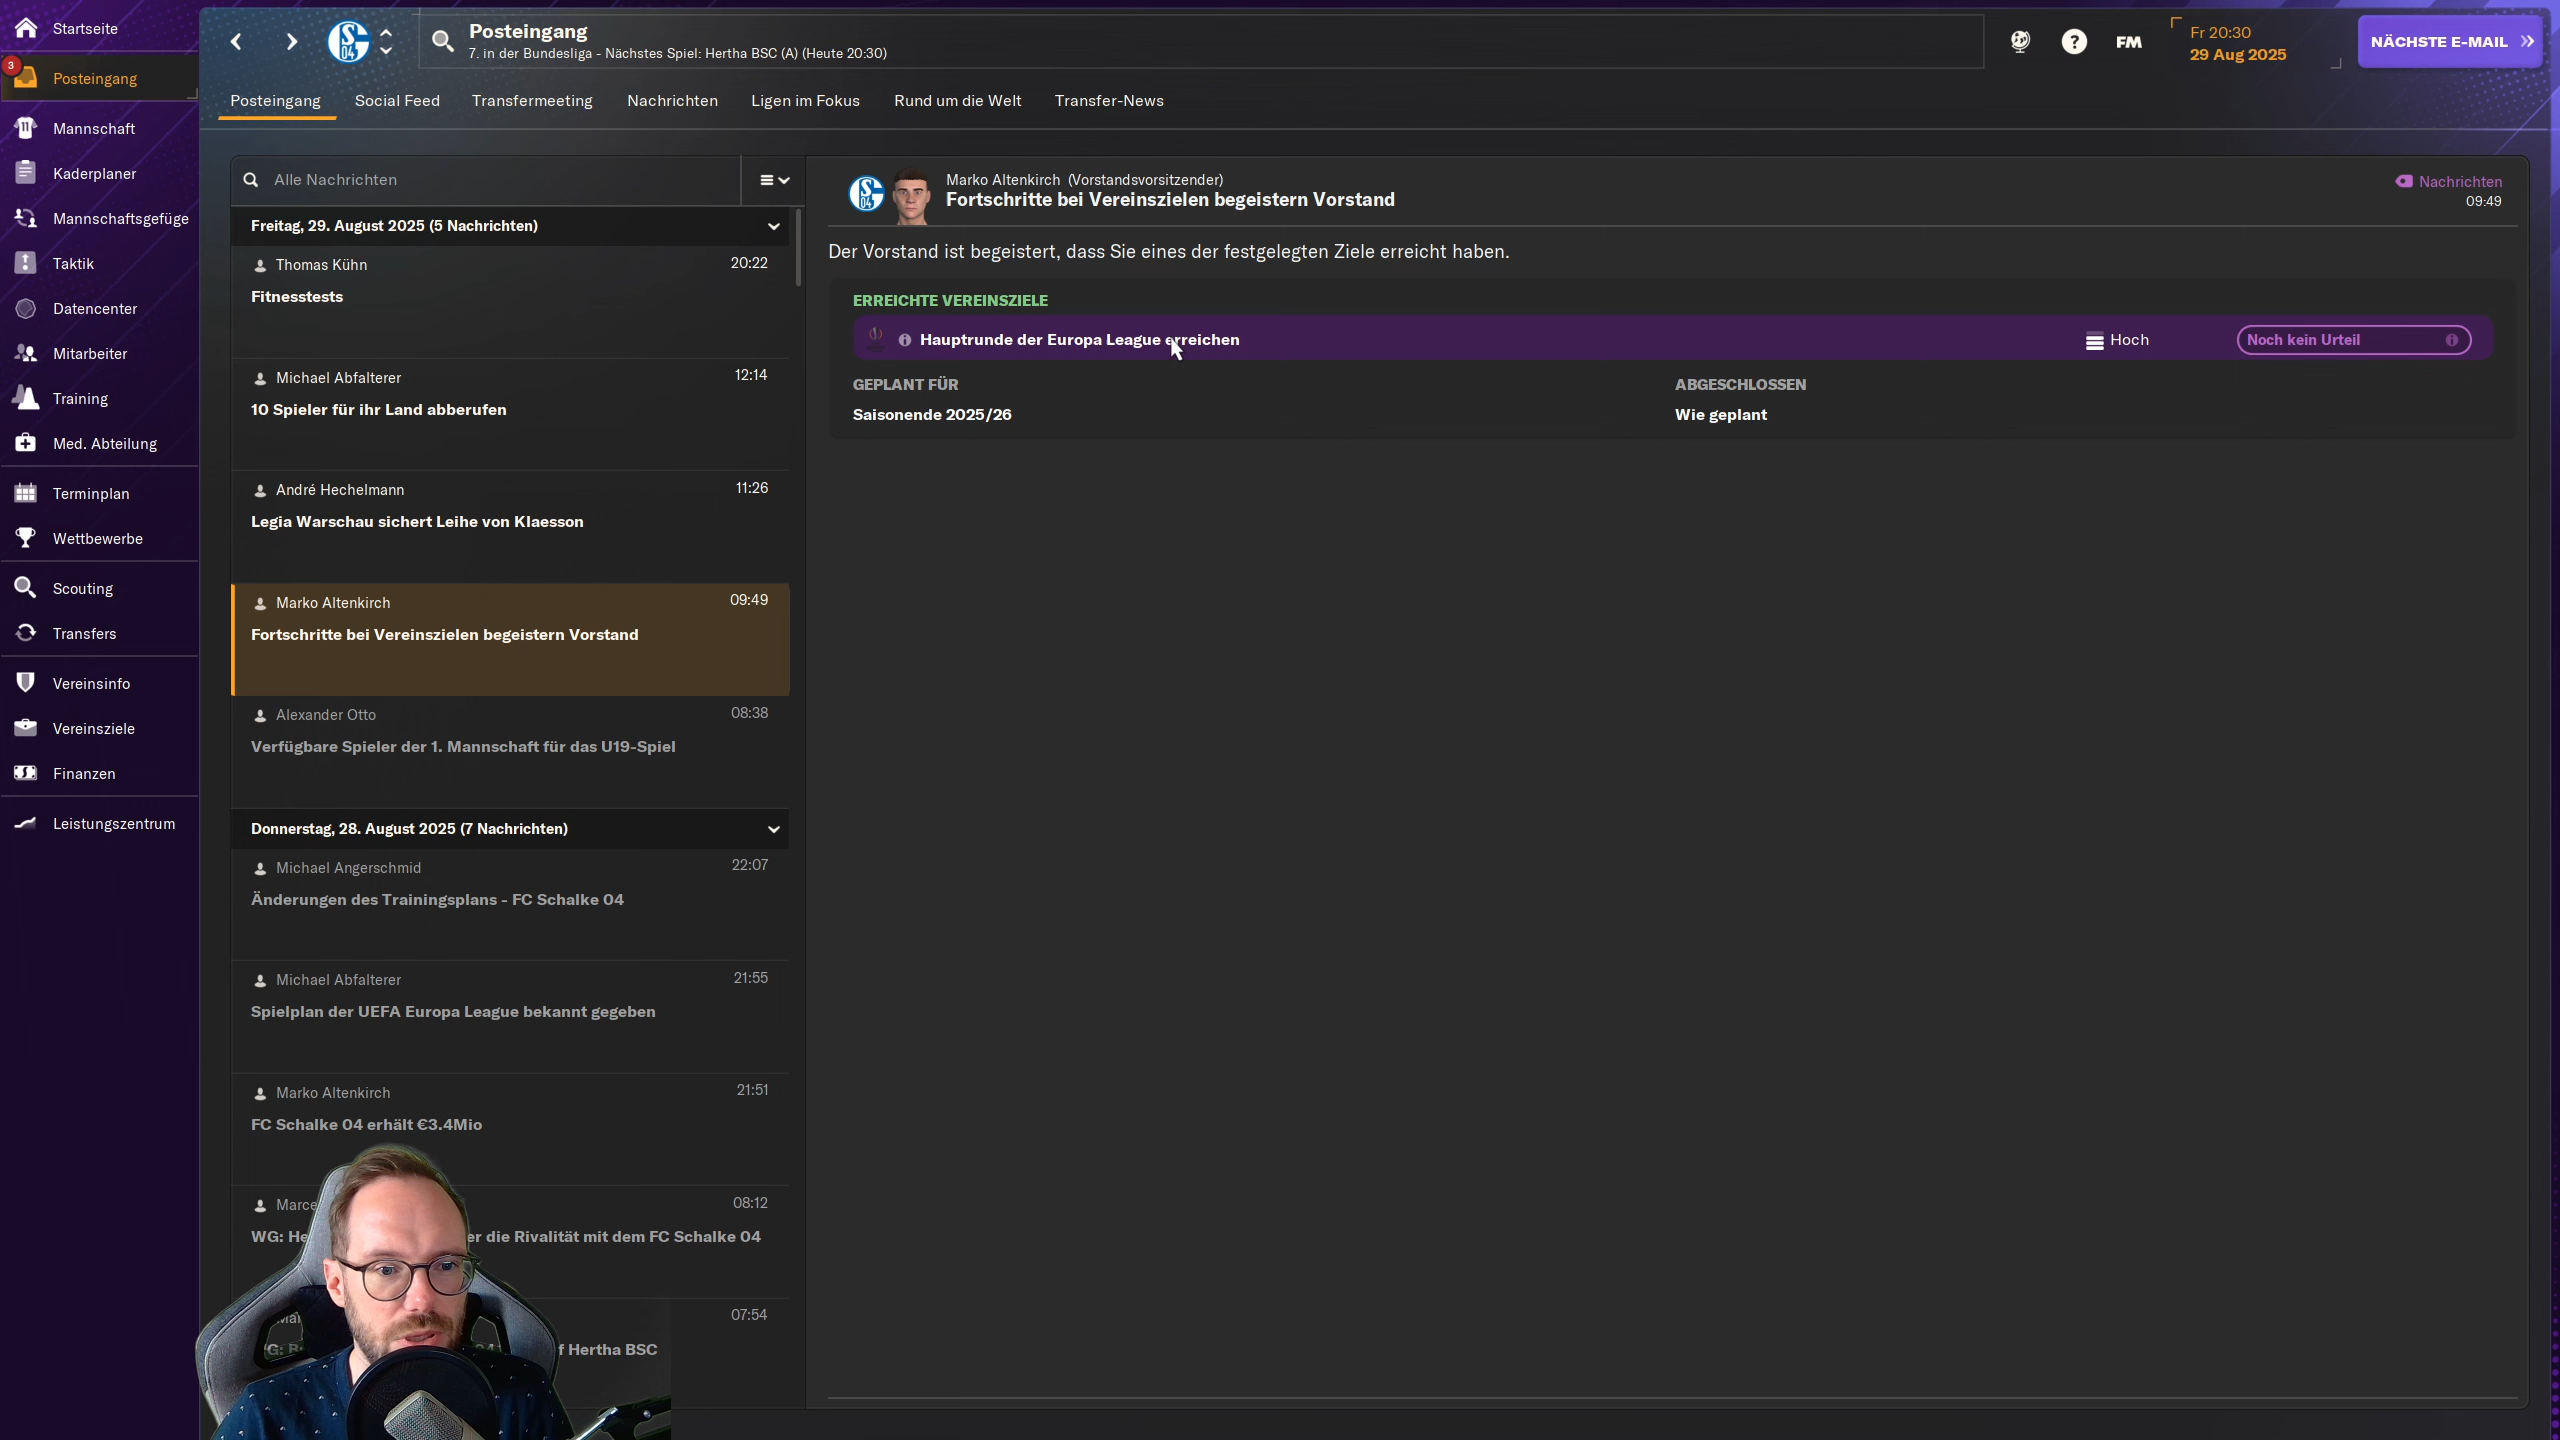 Startseite
3
Posteingang
Mannschaft
Kaderplaner
Mannschaftsgefüge
Taktik
Datencenter
Mitarbeiter
Training
Med. Abteilung
Terminplan
Wettbewerbe
Scouting
Transfers
Vereinsinfo
Vereinsziele
Finanzen
Leistungszentrum
Posteingang
7. in der Bundesliga - Nächstes Spiel: Hertha BSC (A) (Heute 20:30)
FM
Fr 20:30
29 Aug 2025
NÄCHSTE E-MAIL
Posteingang
Social Feed
Transfermeeting
Nachrichten
Ligen im Fokus
Rund um die Welt
Transfer-News
Alle Nachrichten
Freitag, 29. August 2025 (5 Nachrichten)
Thomas Kühn 20:22
Fitnesstests
Michael Abfalterer 12:14
10 Spieler für ihr Land abberufen
André Hechelmann 11:26
Legia Warschau sichert Leihe von Klaesson
Marko Altenkirch 09:49
Fortschritte bei Vereinszielen begeistern Vorstand
Alexander Otto 08:38
Verfügbare Spieler der 1. Mannschaft für das U19-Spiel
Donnerstag, 28. August 2025 (7 Nachrichten)
Michael Angerschmid 22:07
Änderungen des Trainingsplans - FC Schalke 04
Michael Abfalterer 21:55
Spielplan der UEFA Europa League bekannt gegeben
Marko Altenkirch 21:51
FC Schalke 04 erhält €3.4Mio
08:12
WG: die Rivalität mit dem FC Schalke 04
07:54
Hertha BSC
Marko Altenkirch (Vorstandsvorsitzender)
Fortschritte bei Vereinszielen begeistern Vorstand
Nachrichten
09:49
Der Vorstand ist begeistert, dass Sie eines der festgelegten Ziele erreicht haben.
ERREICHTE VEREINSZIELE
Hauptrunde der Europa League erreichen
Hoch
Noch kein Urteil
GEPLANT FÜR
Saisonende 2025/26
ABGESCHLOSSEN
Wie geplant